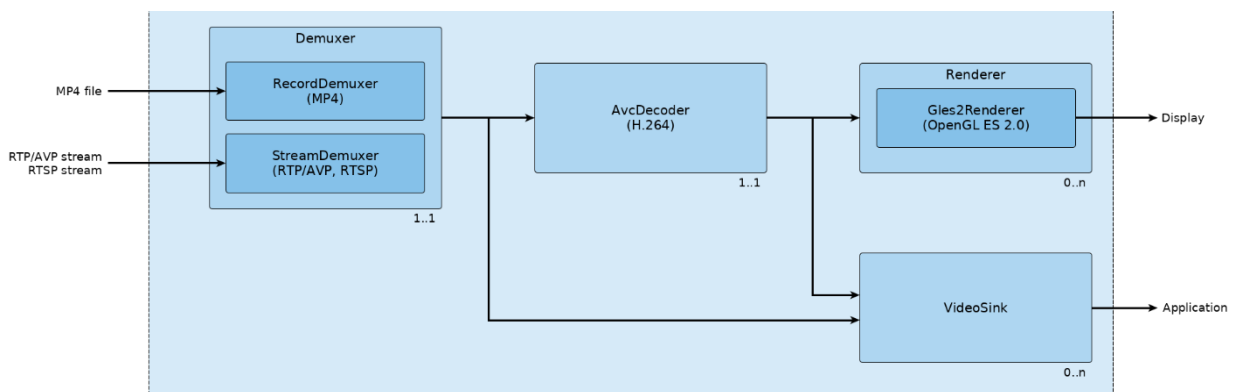 Demuxer
RecordDemuxer
(MP4)
MP4 file
StreamDemuxer
(RTP/AVP, RTSP)
RTP/AVP stream
RTSP stream
1..1
AvcDecoder
(H.264)
1..1
Renderer
Gles2Renderer
(OpenGL ES 2.0)
Display
0..n
VideoSink
Application
0..n